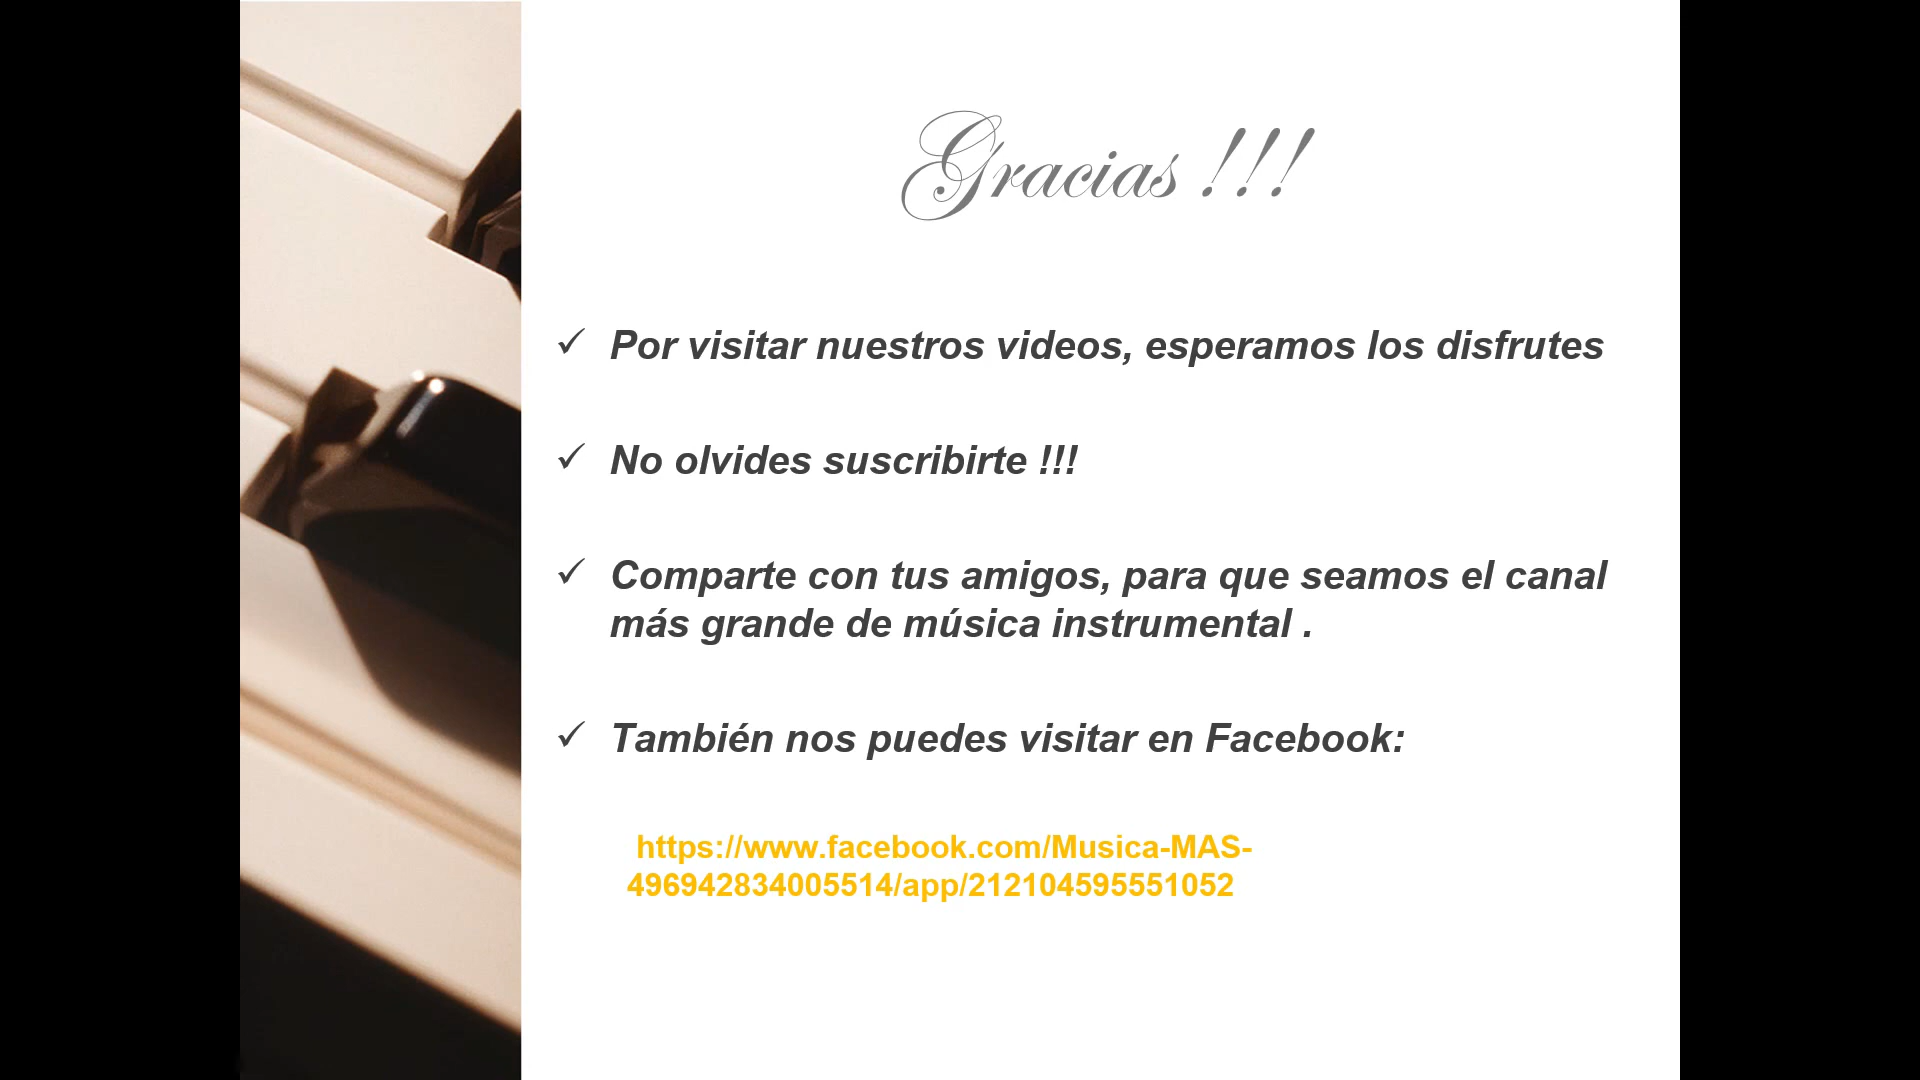 Gracias !!!
✓ Por visitar nuestros videos, esperamos los disfrutes
✓ No olvides suscribirte !!!
✓ Comparte con tus amigos, para que seamos el canal
más grande de música instrumental .
✓ También nos puedes visitar en Facebook:
https://www.facebook.com/Musica-MAS-
496942834005514/app/212104595551052